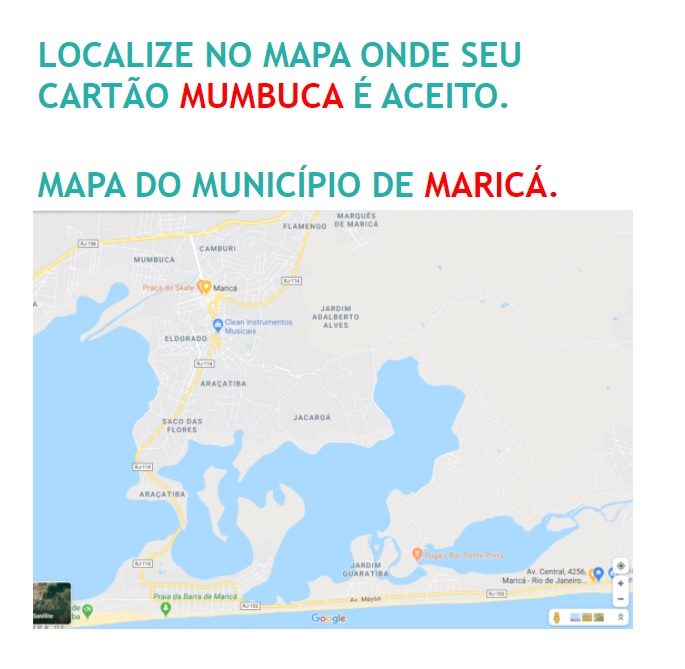 LOCALIZE NO MAPA ONDE SEU
CARTÃO MUMBUCA É ACEITO.
MAPA DO MUNICÍPIO DE MARICÁ.
MARQUÊS
DE MARICÁ
FLAMENGO
RJ-106
CAMBURI
MUMBUCA
RJ-114
Praça do Skate
Maricá
JARDIM
ADALBERTO
ALVES
Clean Instrumentos
Musicais
ELDORADO
RJ-114
ARAÇATIBA
JACAROÁ
SACO DAS
FLORES
RJ-114
ARAÇATIBA
Puga's Bar Ponte Preta
RJ-114
JARDIM
GUARATIBA
Av. Central, 4256,
Maricá - Rio de Janeiro...
Satélite
Praia da Barra de Maricá
RJ-102
Av. Maysa
RJ-102
Google